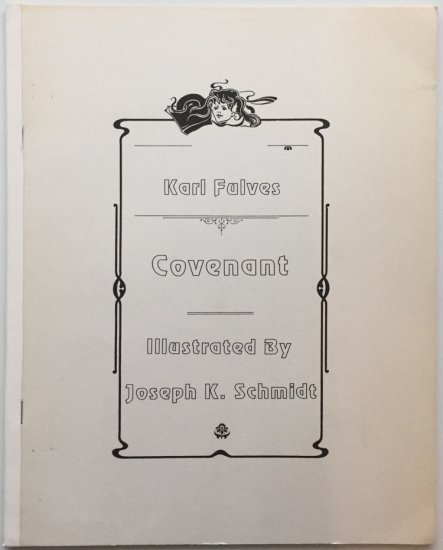 Karl Fulves
Covenant
Illustrated By
Joseph K. Schmidt